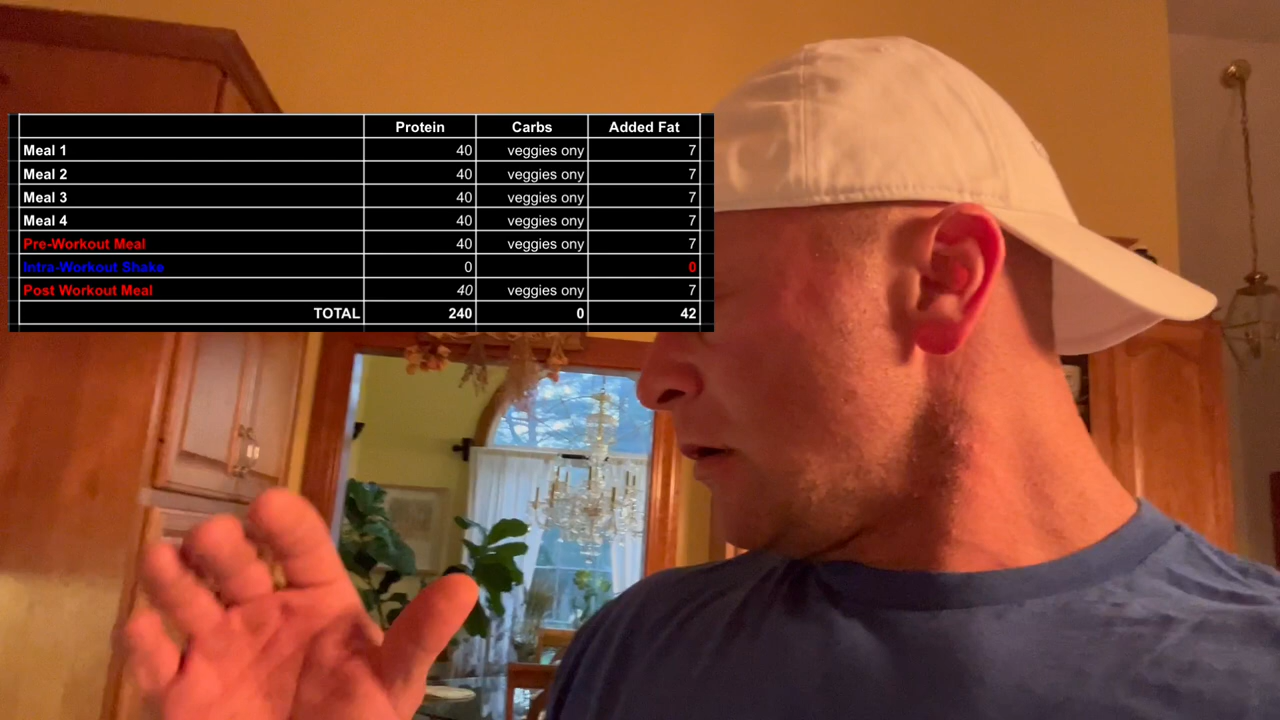 Protein Carbs Added Fat
Meal 1 40 veggies ony 7
Meal 2 40 veggies ony 7
Meal 3 40 veggies ony 7
Meal 4 40 veggies ony 7
Pre-Workout Meal 40 veggies ony 7
Intra-Workout Shake 0 0
Post Workout Meal 40 veggies ony 7
TOTAL 240 0 42